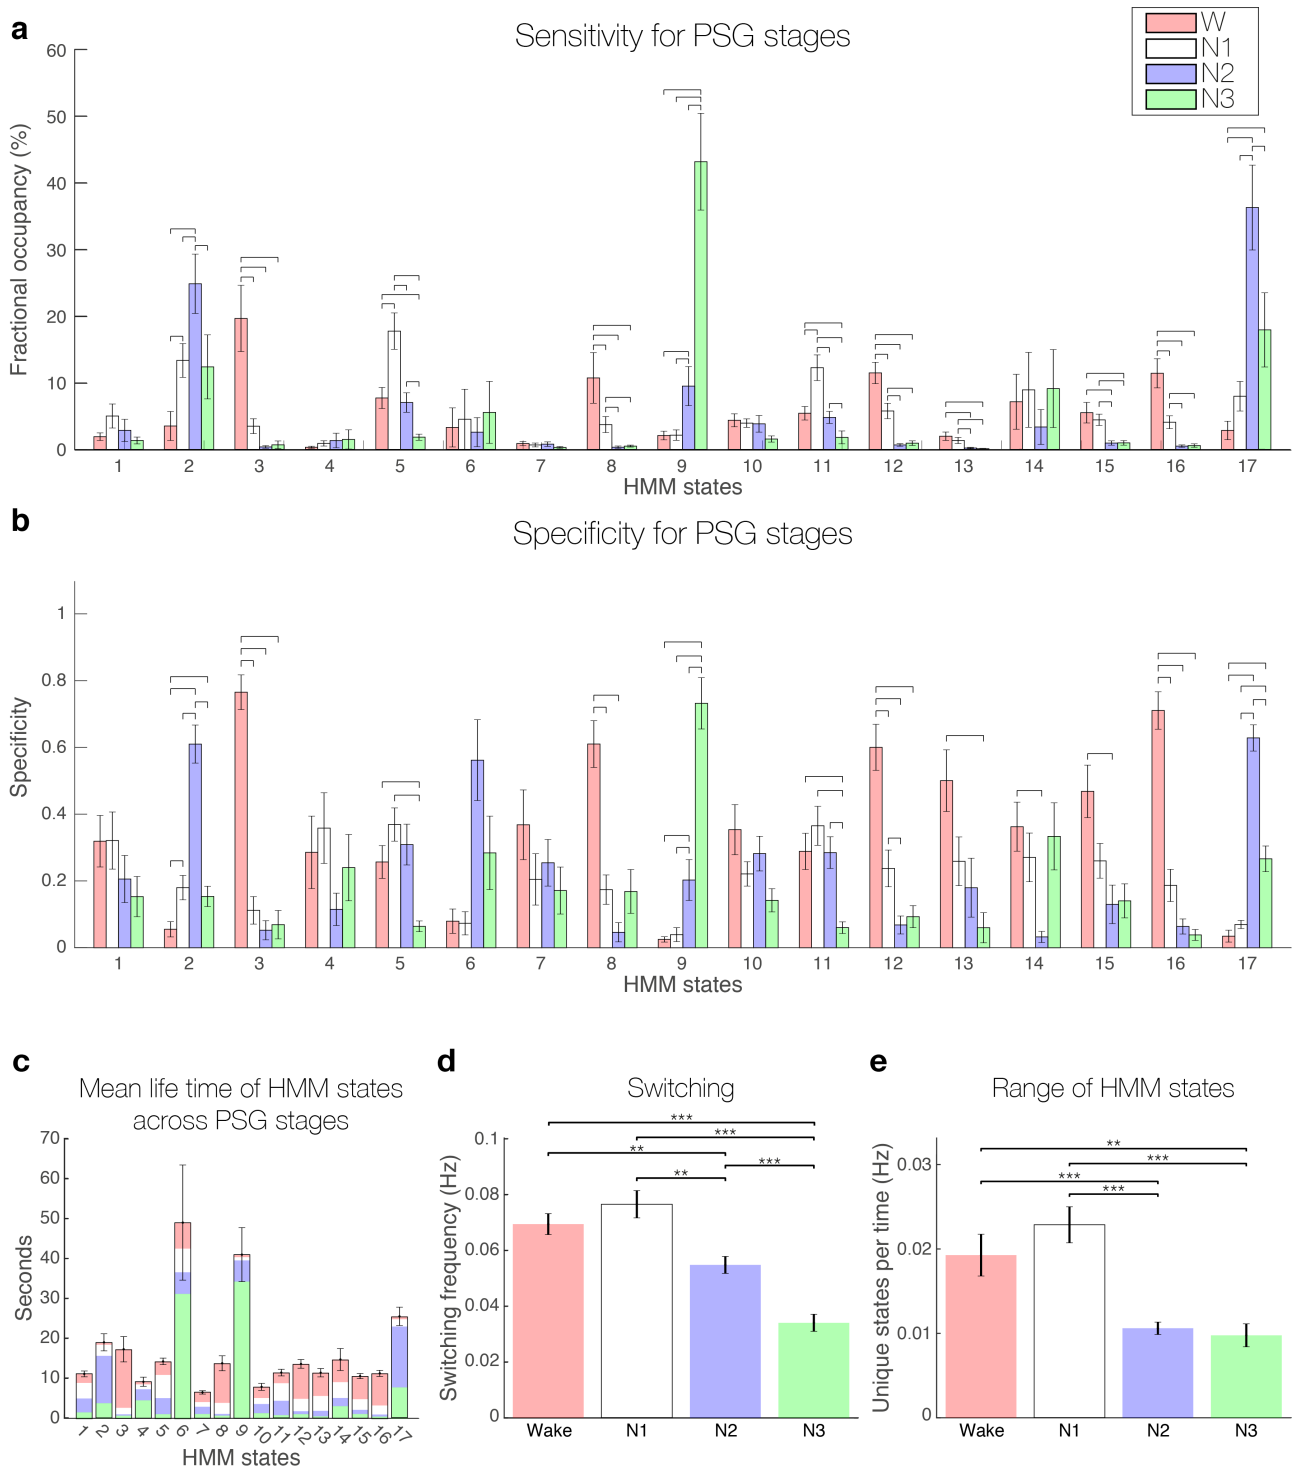 a
Sensitivity for PSG stages
W
N1
N2
N3
Fractional occupancy (%)
60
50
40
30
20
10
0
1 2 3 4 5 6 7 8 9 10 11 12 13 14 15 16 17
HMM states
b
Specificity for PSG stages
Specificity
1
0.8
0.6
0.4
0.2
0
1 2 3 4 5 6 7 8 9 10 11 12 13 14 15 16 17
HMM states
c
Mean life time of HMM states
across PSG stages
Seconds
70
60
50
40
30
20
10
0
1 2 3 4 5 6 7 8 9 10 11 12 13 14 15 16 17
HMM states
d
Switching
Switching frequency (Hz)
0.1
0.08
0.06
0.04
0.02
0
***
***
**
***
**
Wake N1 N2 N3
e
Range of HMM states
Unique states per time (Hz)
0.03
0.02
0.01
0
**
***
***
***
Wake N1 N2 N3